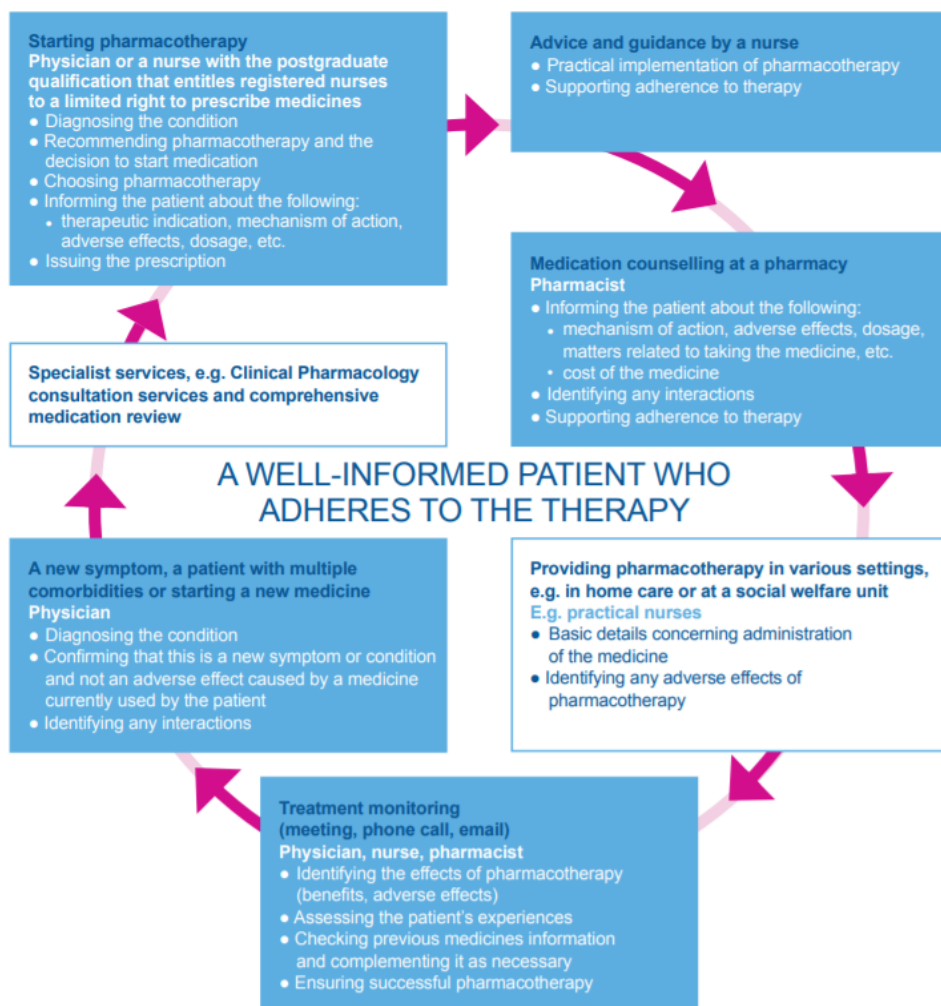 Starting pharmacotherapy
Physician or a nurse with the postgraduate
qualification that entitles registered nurses
to a limited right to prescribe medicines
● Diagnosing the condition
● Recommending pharmacotherapy and the
decision to start medication
● Choosing pharmacotherapy
● Informing the patient about the following:
• therapeutic indication, mechanism of action,
adverse effects, dosage, etc.
● Issuing the prescription
Advice and guidance by a nurse
● Practical implementation of pharmacotherapy
● Supporting adherence to therapy
Medication counselling at a pharmacy
Pharmacist
● Informing the patient about the following:
• mechanism of action, adverse effects, dosage,
matters related to taking the medicine, etc.
• cost of the medicine
● Identifying any interactions
● Supporting adherence to therapy
Specialist services, e.g. Clinical Pharmacology
consultation services and comprehensive
medication review
A WELL-INFORMED PATIENT WHO
ADHERES TO THE THERAPY
Providing pharmacotherapy in various settings,
e.g. in home care or at a social welfare unit
E.g. practical nurses
● Basic details concerning administration
of the medicine
● Identifying any adverse effects of
pharmacotherapy
A new symptom, a patient with multiple
comorbidities or starting a new medicine
Physician
● Diagnosing the condition
● Confirming that this is a new symptom or condition
and not an adverse effect caused by a medicine
currently used by the patient
● Identifying any interactions
Treatment monitoring
(meeting, phone call, email)
Physician, nurse, pharmacist
● Identifying the effects of pharmacotherapy
(benefits, adverse effects)
● Assessing the patient's experiences
● Checking previous medicines information
and complementing it as necessary
● Ensuring successful pharmacotherapy